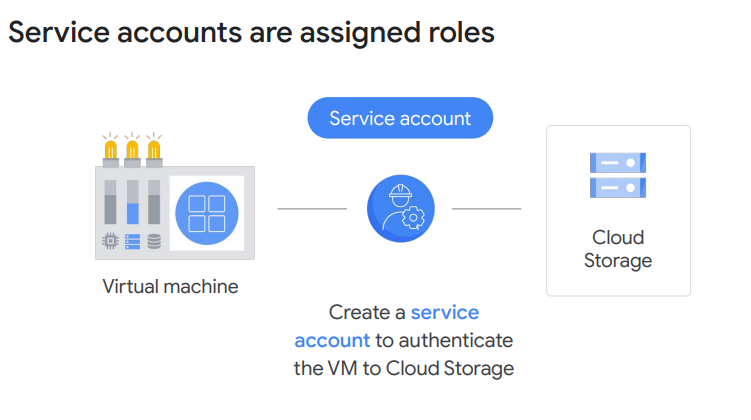 Service accounts are assigned roles
Service account
Virtual machine
Cloud
Storage
Create a service
account to authenticate
the VM to Cloud Storage